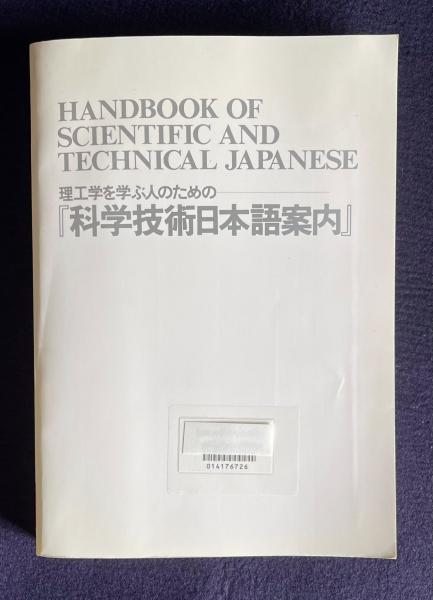 HANDBOOK OF
SCIENTIFIC AND
TECHNICAL JAPANESE
理工学を学ぶ人のための
『科学技術日本語案内』
014176726